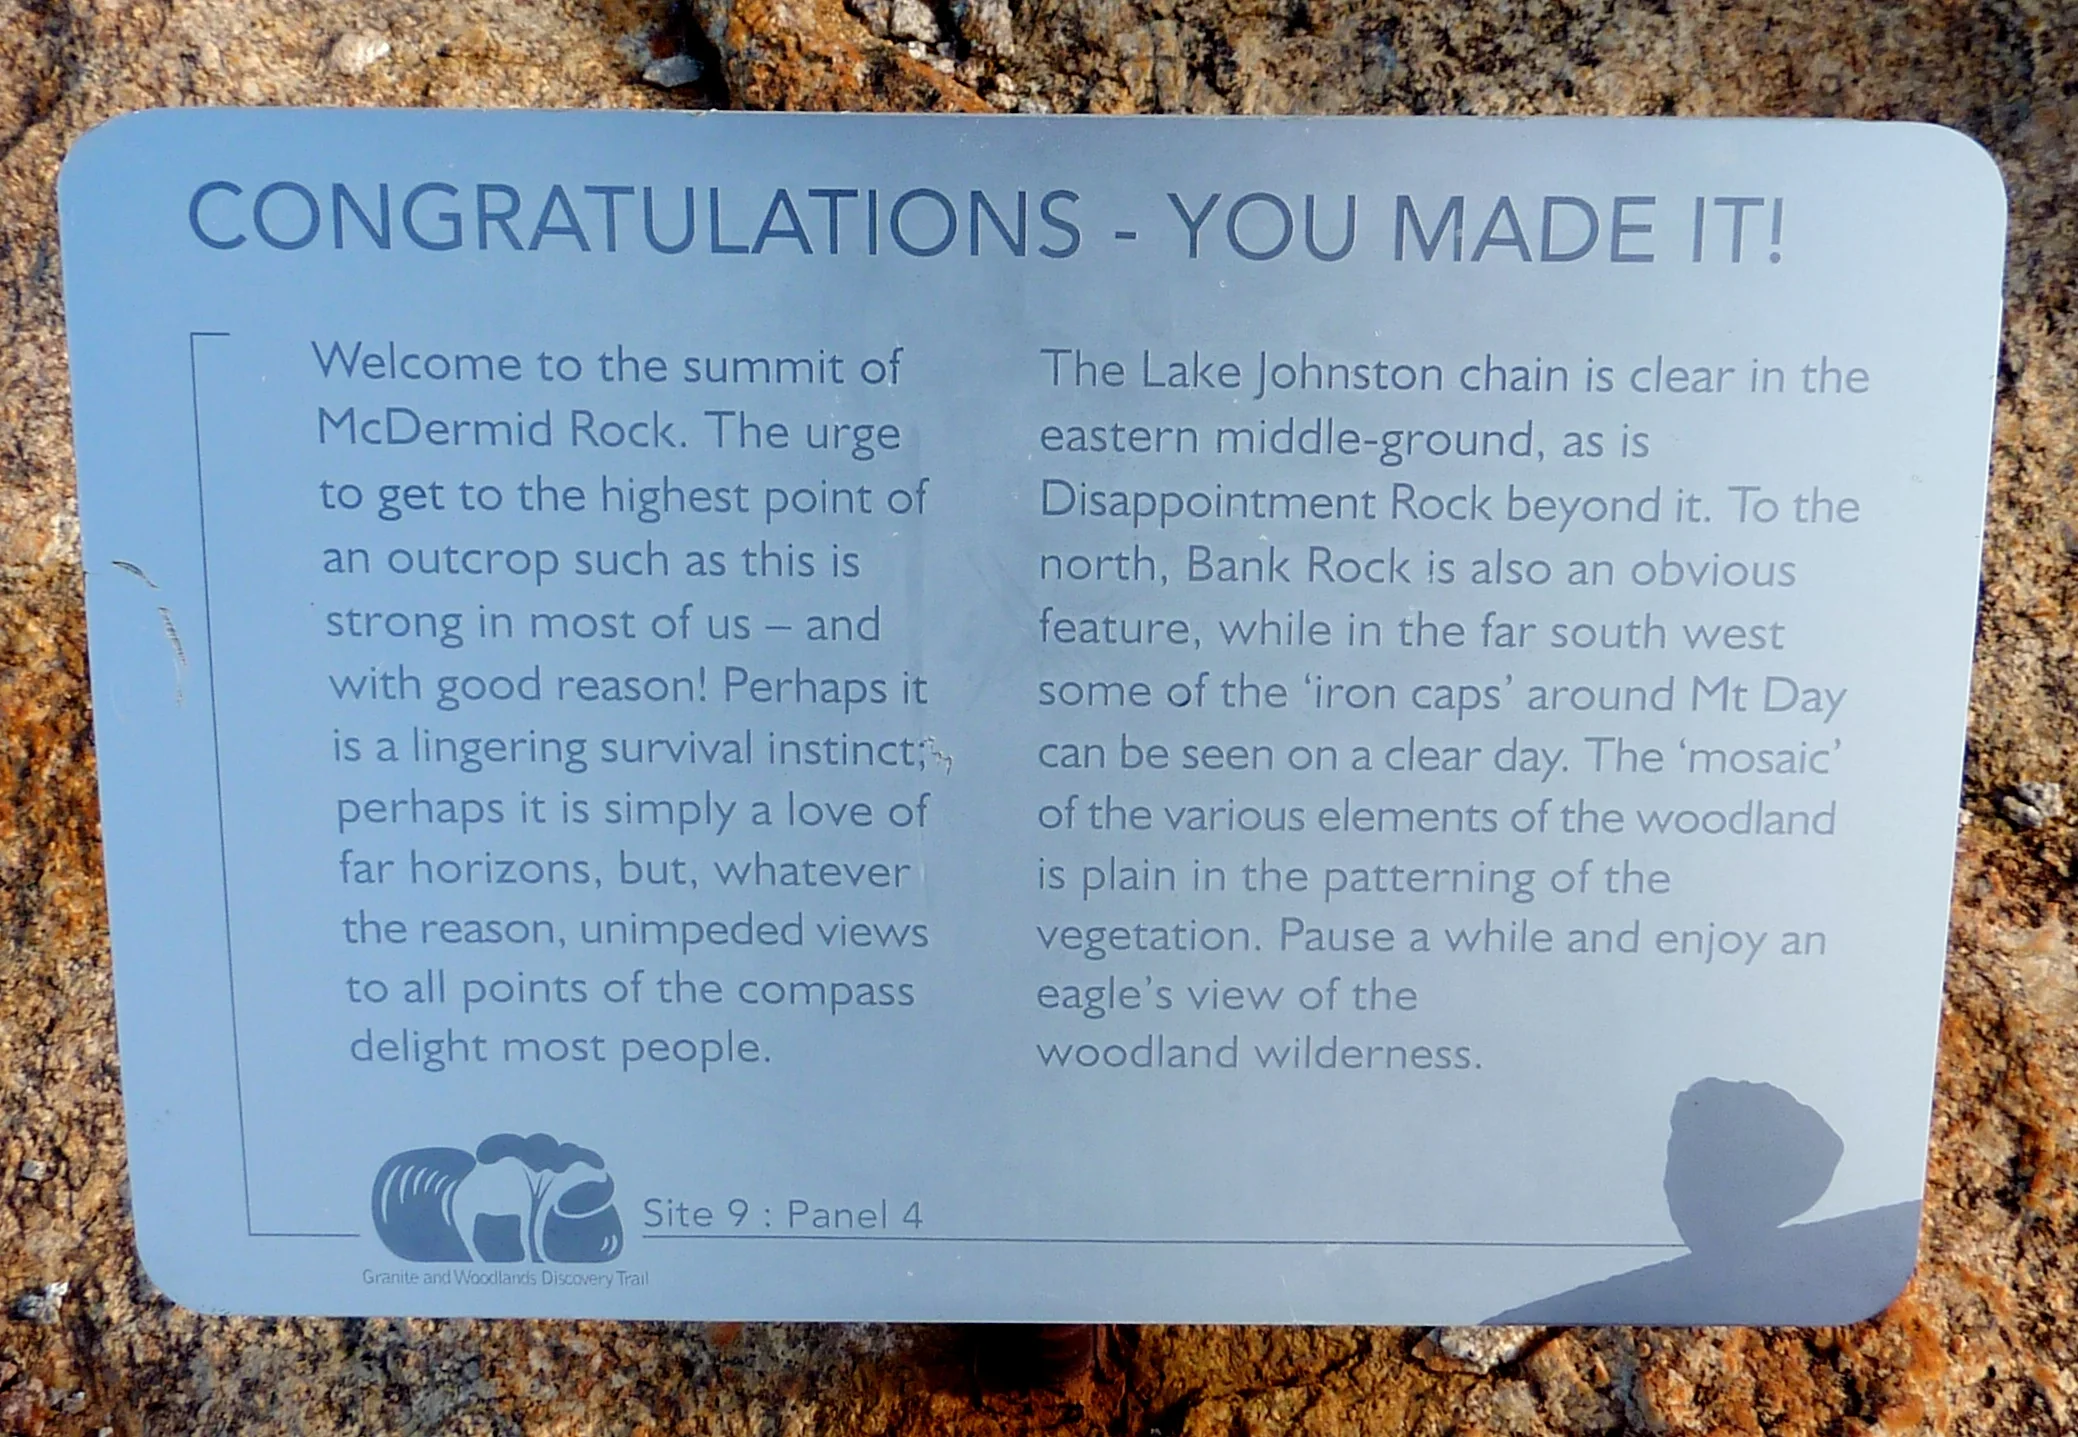 CONGRATULATIONS - YOU MADE IT!
Welcome to the summit of
McDermid Rock. The urge
to get to the highest point of
an outcrop such as this is
strong in most of us – and
with good reason! Perhaps it
is a lingering survival instinct;
perhaps it is simply a love of
far horizons, but, whatever
the reason, unimpeded views
to all points of the compass
delight most people.
The Lake Johnston chain is clear in the
eastern middle-ground, as is
Disappointment Rock beyond it. To the
north, Bank Rock is also an obvious
feature, while in the far south west
some of the ‘iron caps’ around Mt Day
can be seen on a clear day. The ‘mosaic’
of the various elements of the woodland
is plain in the patterning of the
vegetation. Pause a while and enjoy an
eagle’s view of the
woodland wilderness.
Site 9 : Panel 4
Granite and Woodlands Discovery Trail